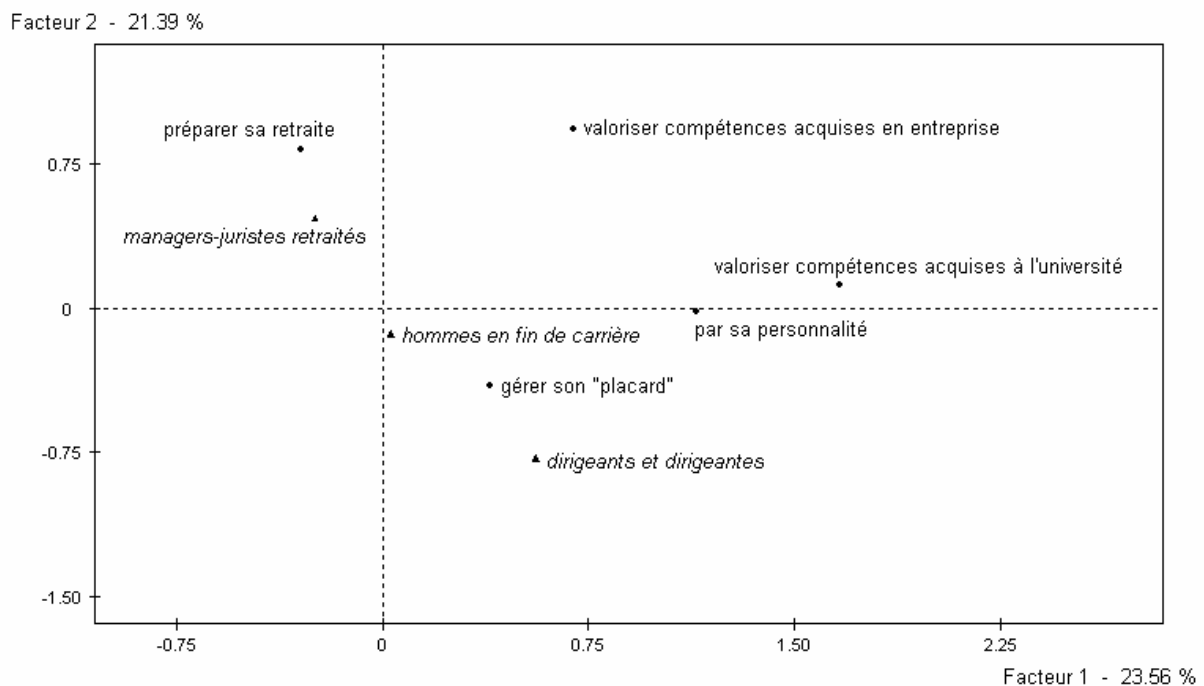 Facteur 2 - 21.39 %
préparer sa retraite
valoriser compétences acquises en entreprise
0.75
managers-juristes retraités
valoriser compétences acquises à l'université
0
hommes en fin de carrière
par sa personnalité
gérer son "placard"
-0.75
dirigeants et dirigeantes
-1.50
-0.75 0 0.75 1.50 2.25
Facteur 1 - 23.56 %